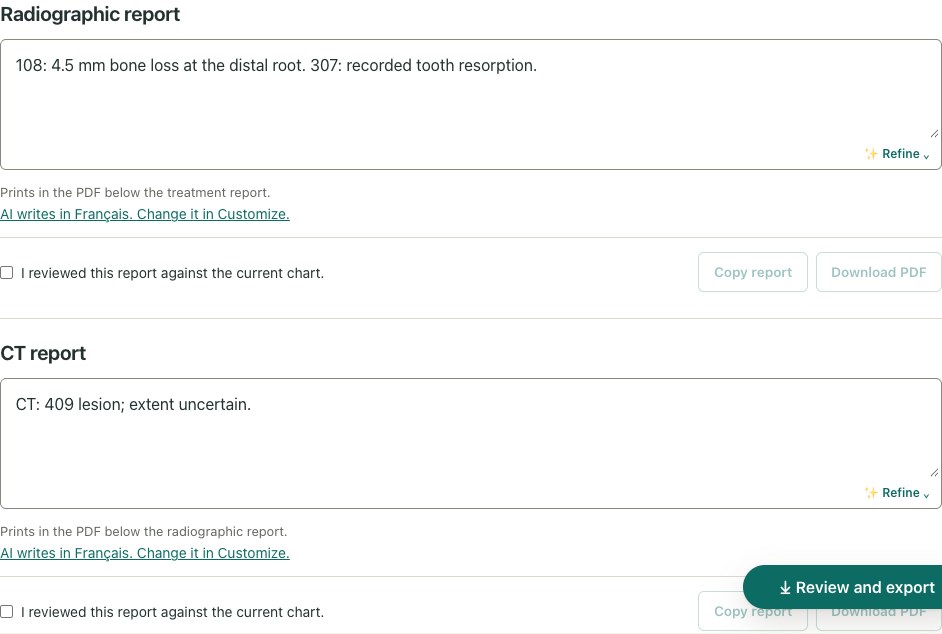 Radiographic report
108: 4.5 mm bone loss at the distal root. 307: recorded tooth resorption.
✨ Refine
Prints in the PDF below the treatment report.
AI writes in Français. Change it in Customize.
I reviewed this report against the current chart.
Copy report
Download PDF
CT report
CT: 409 lesion; extent uncertain.
✨ Refine
Prints in the PDF below the radiographic report.
AI writes in Français. Change it in Customize.
Review and export
I reviewed this report against the current chart.
Copy report
Download PDF